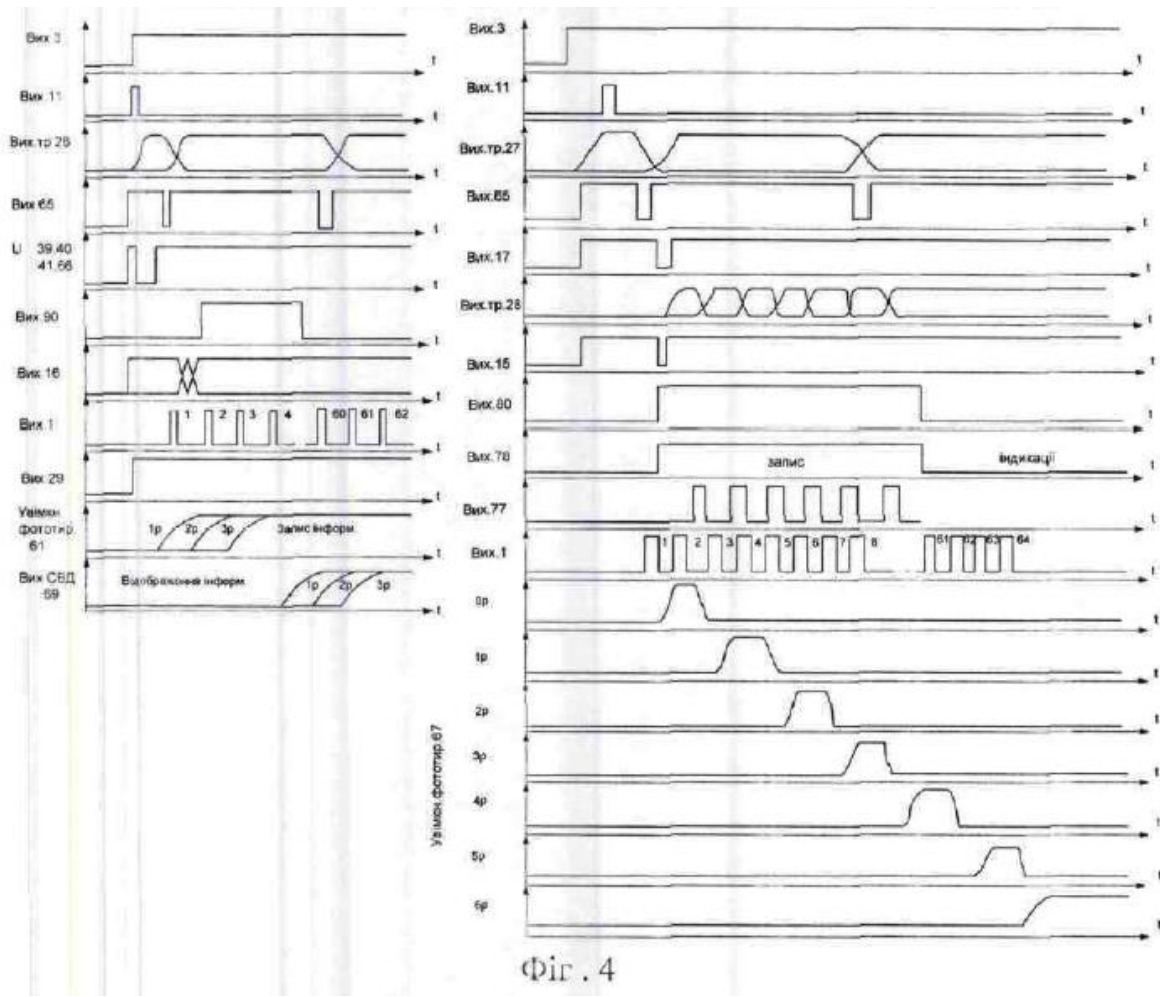 Вих 3
t
Вих.11
t
Вих.тр 26
t
Вих 65
t
U 39,40
41,66
t
Вих 90
t
Вих 16
t
Вих 1
1 2 3 4 60 61 62
t
Вих 29
t
Увімкн
фототир.
61
1р 2р 3р Запис інформ.
t
Вих СВД
69
Відображення інформ. 1р 2р 3р
t
Вих.3
t
Вих.11
t
Вих.тр.27
t
Вих.65
t
Вих.17
t
Вих.тр.28
t
Вих.15
t
Вих.80
t
Вих.78
запис індикації
t
Вих.77
t
Вих.1
1 2 3 4 5 6 7 8 61 62 63 64
t
Увімкн.фототир.67
0р
t
1р
t
2р
t
3р
t
4р
t
5р
t
6р
t
Фіг. 4